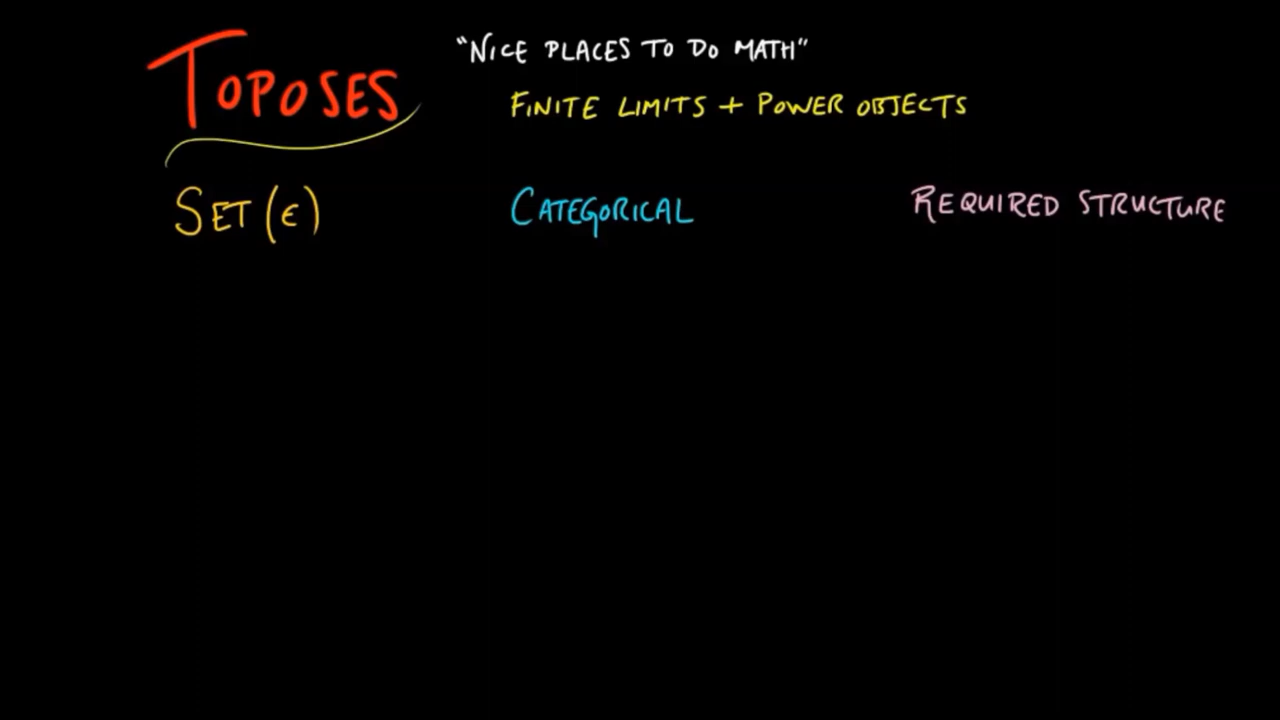 TOPOSES
"NICE PLACES TO DO MATH"
FINITE LIMITS + POWER OBJECTS
SET (ϵ)
CATEGORICAL
REQUIRED STRUCTURE